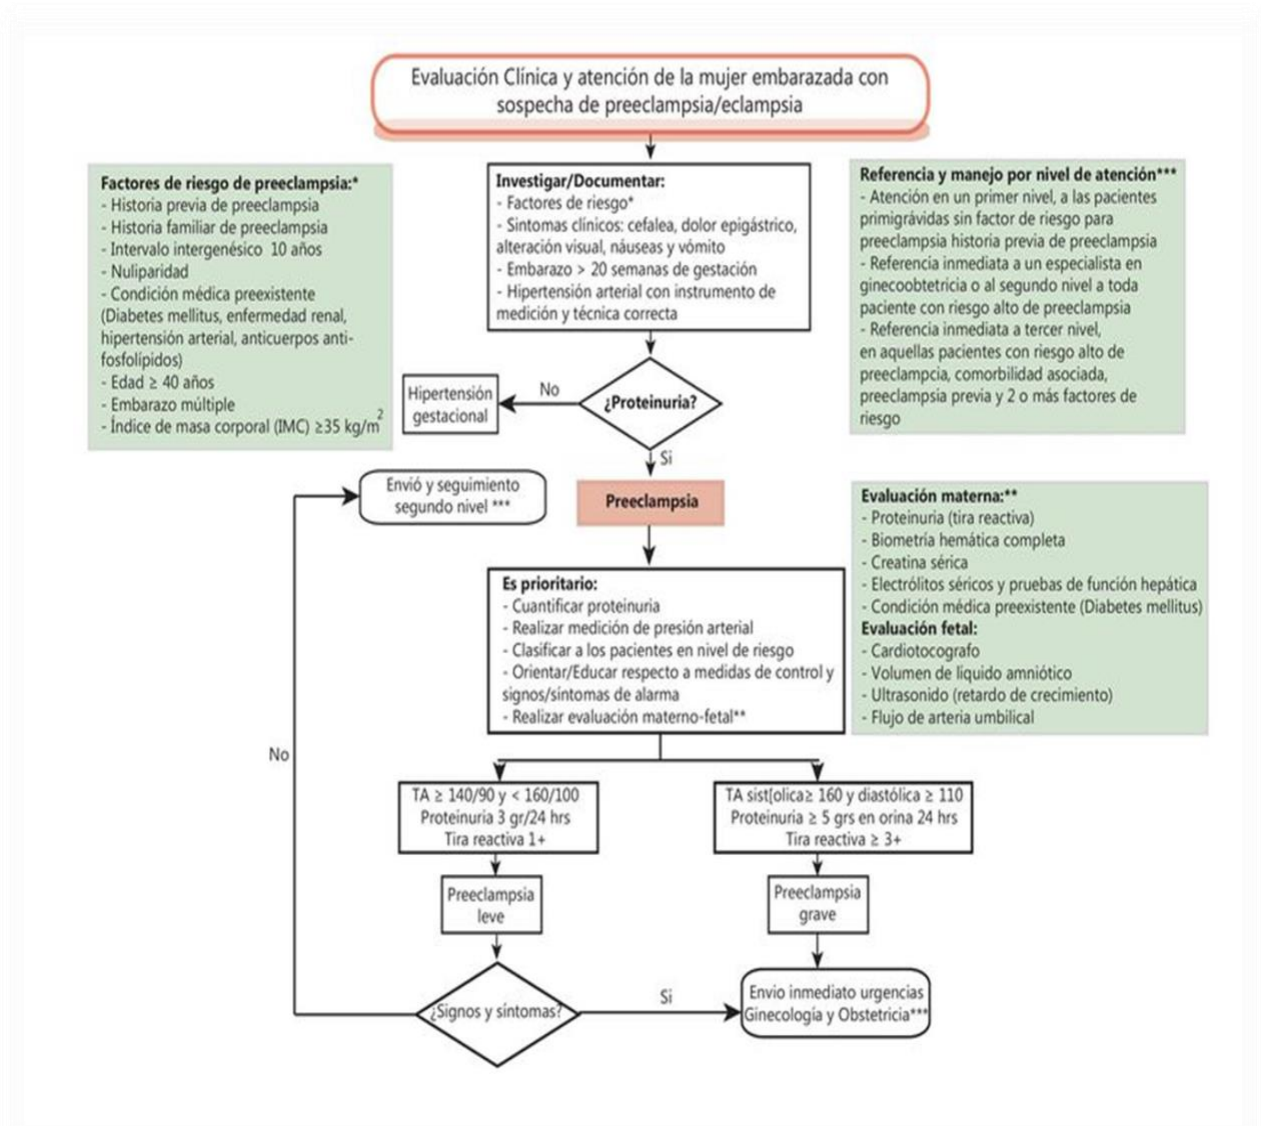 Evaluación Clínica y atención de la mujer embarazada con
sospecha de preeclampsia/eclampsia
Factores de riesgo de preeclampsia:*
- Historia previa de preeclampsia
- Historia familiar de preeclampsia
- Intervalo intergenésico 10 años
- Nuliparidad
- Condición médica preexistente
(Diabetes mellitus, enfermedad renal,
hipertensión arterial, anticuerpos anti-
fosfolípidos)
- Edad ≥ 40 años
- Embarazo múltiple
- Índice de masa corporal (IMC) ≥35 kg/m²
Investigar/Documentar:
- Factores de riesgo*
- Sintomas clínicos: cefalea, dolor epigástrico,
alteración visual, náuseas y vómito
- Embarazo > 20 semanas de gestación
- Hipertensión arterial con instrumento de
medición y técnica correcta
Referencia y manejo por nivel de atención***
- Atención en un primer nivel, a las pacientes
primigrávidas sin factor de riesgo para
preeclampsia historia previa de preeclampsia
- Referencia inmediata a un especialista en
ginecoobtetricia o al segundo nivel a toda
paciente con riesgo alto de preeclampsia
- Referencia inmediata a tercer nivel,
en aquellas pacientes con riesgo alto de
preeclampcia, comorbilidad asociada,
preeclampsia previa y 2 o más factores de
riesgo
¿Proteinuria?
No
Hipertensión
gestacional
Si
Preeclampsia
Envió y seguimiento
segundo nivel ***
Es prioritario:
- Cuantificar proteinuria
- Realizar medición de presión arterial
- Clasificar a los pacientes en nivel de riesgo
- Orientar/Educar respecto a medidas de control y
signos/síntomas de alarma
- Realizar evaluación materno-fetal**
Evaluación materna:**
- Proteinuria (tira reactiva)
- Biometría hemática completa
- Creatina sérica
- Electrólitos séricos y pruebas de función hepática
- Condición médica preexistente (Diabetes mellitus)
Evaluación fetal:
- Cardiotocografo
- Volumen de liquido amniótico
- Ultrasonido (retardo de crecimiento)
- Flujo de arteria umbilical
No
TA ≥ 140/90 y < 160/100
Proteinuria 3 gr/24 hrs
Tira reactiva 1+
TA sist[olica≥ 160 y diastólica ≥ 110
Proteinuria ≥ 5 grs en orina 24 hrs
Tira reactiva ≥ 3+
Preeclampsia
leve
Preeclampsia
grave
¿Signos y síntomas?
Si
Envio inmediato urgencias
Ginecología y Obstetricia***